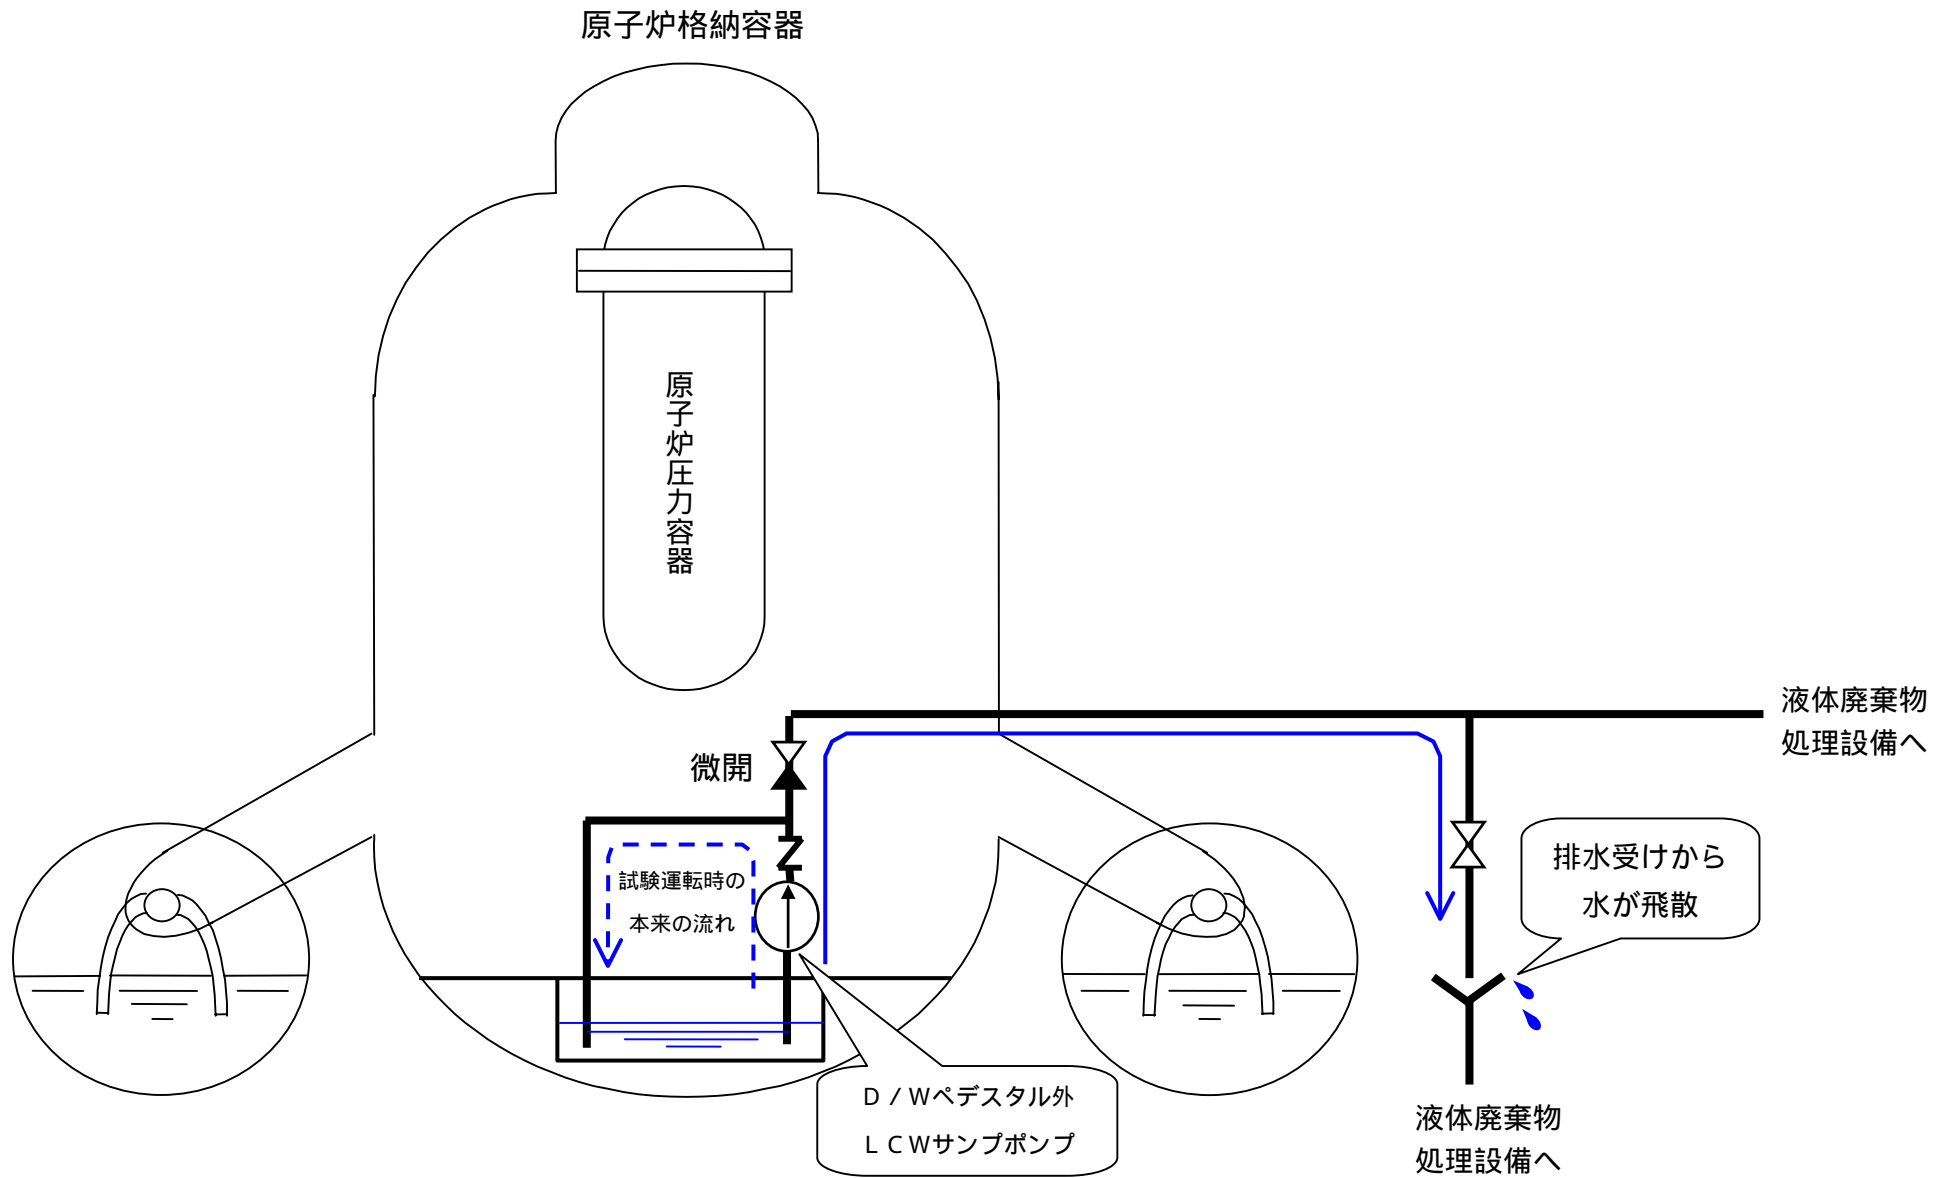 原子炉格納容器
原子炉圧力容器
液体廃棄物
処理設備へ
微開
排水受けから
水が飛散
試験運転時の
本来の流れ
D/Wペデスタル外
LCWサンプポンプ
液体廃棄物
処理設備へ